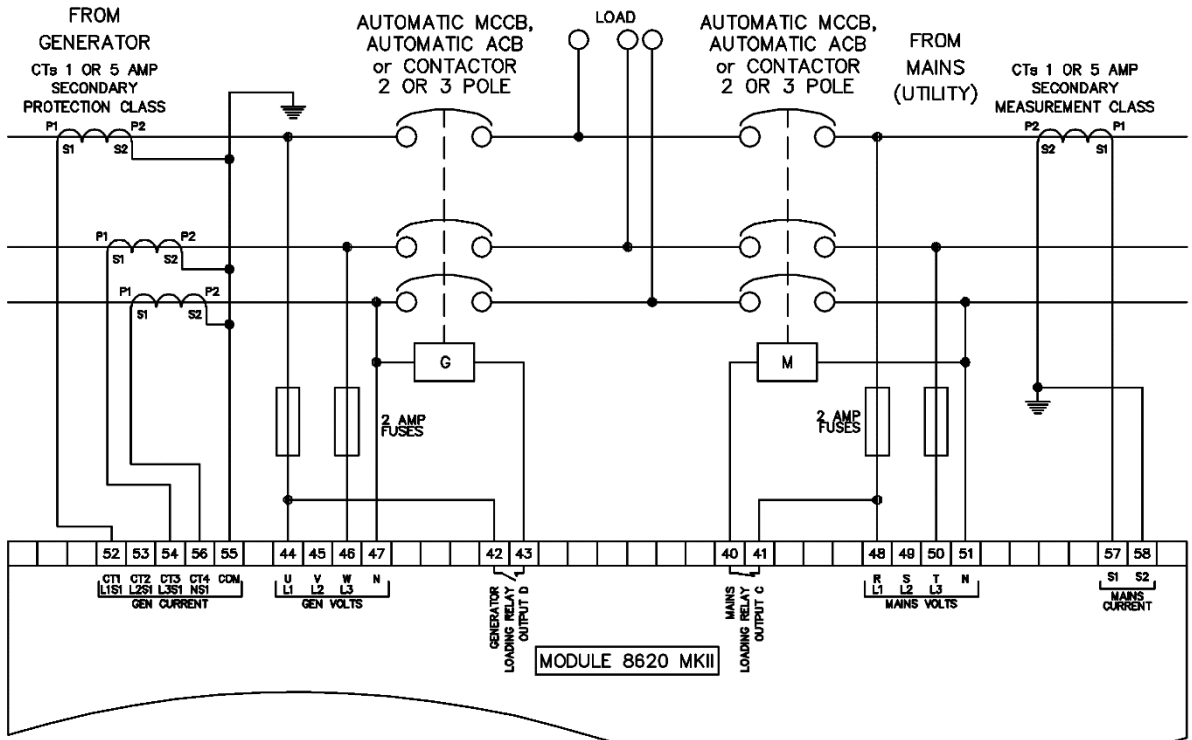 FROM
GENERATOR
CTs 1 OR 5 AMP
SECONDARY
PROTECTION CLASS
AUTOMATIC MCCB,
AUTOMATIC ACB
or CONTACTOR
2 OR 3 POLE
LOAD
AUTOMATIC MCCB,
AUTOMATIC ACB
or CONTACTOR
2 OR 3 POLE
FROM
MAINS
(UTILITY)
CTs 1 OR 5 AMP
SECONDARY
MEASUREMENT CLASS
P1 P2
S1 S2
P2 P1
S2 S1
P1 P2
S1 S2
P1 P2
S1 S2
G
M
2 AMP
FUSES
2 AMP
FUSES
52 53 54 56 55 44 45 46 47 42 43 40 41 48 49 50 51 57 58
CT1 CT2 CT3 CT4 COM
L1S1 L2S1 L3S1 NS1
GEN CURRENT
U V W N
L1 L2 L3
GEN VOLTS
GENERATOR
LOADING RELAY
OUTPUT D
MAINS
LOADING RELAY
OUTPUT C
R S T N
L1 L2 L3
MAINS VOLTS
S1 S2
MAINS
CURRENT
MODULE 8620 MKII